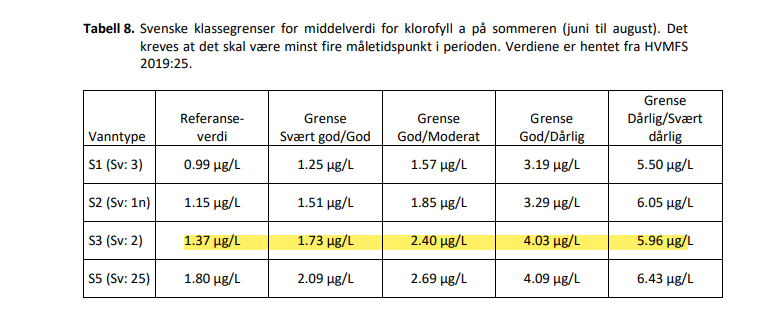 Tabell 8. Svenske klassegrenser for middelverdi for klorofyll a på sommeren (juni til august). Det
kreves at det skal være minst fire måletidspunkt i perioden. Verdiene er hentet fra HVMFS
2019:25.
Vanntype Referanse-verdi Grense Svært god/God Grense God/Moderat Grense God/Dårlig Grense Dårlig/Svært dårlig
S1 (Sv: 3) 0.99 µg/L 1.25 µg/L 1.57 µg/L 3.19 µg/L 5.50 µg/L
S2 (Sv: 1n) 1.15 µg/L 1.51 µg/L 1.85 µg/L 3.29 µg/L 6.05 µg/L
S3 (Sv: 2) 1.37 µg/L 1.73 µg/L 2.40 µg/L 4.03 µg/L 5.96 µg/L
S5 (Sv: 25) 1.80 µg/L 2.09 µg/L 2.69 µg/L 4.09 µg/L 6.43 µg/L